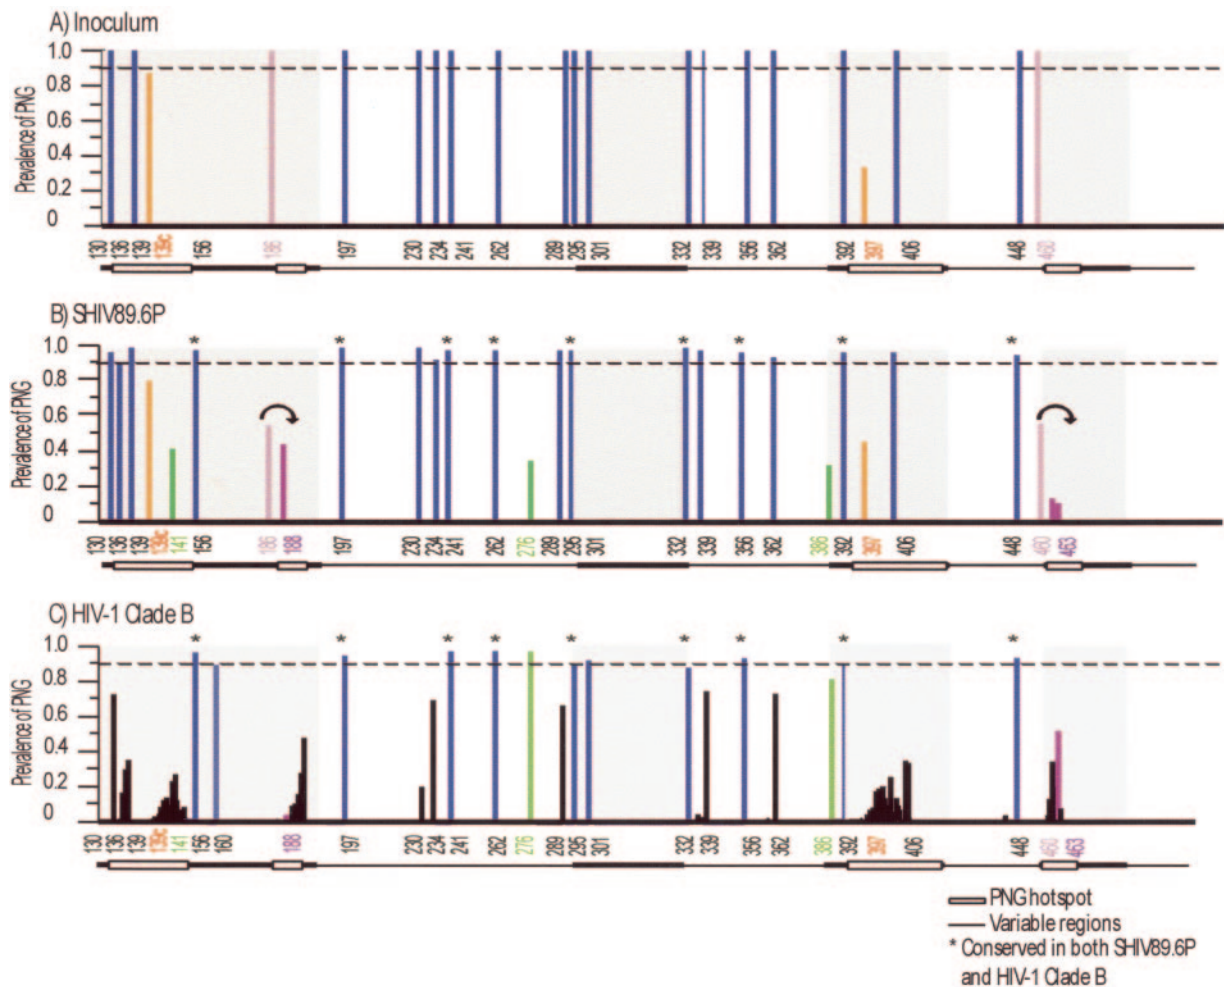 A) Inoculum
Prevalence of PNG
1.0
0.8
0.6
0.4
0.2
0
130 136 139 139c 156 186 197 230 234 241 262 289 295 301 332 339 356 362 392 397 406 448 460
B) SHIV89.6P
Prevalence of PNG
1.0
0.8
0.6
0.4
0.2
0
* * * * * * * * *
130 136 139 139c 141 156 186 188 197 230 234 241 262 276 289 295 301 332 339 356 362 386 392 397 406 448 460 463
C) HIV-1 Clade B
Prevalence of PNG
1.0
0.8
0.6
0.4
0.2
0
* * * * * * * * *
130 136 139 139c 141 156 160 188 197 230 234 241 262 276 289 295 301 332 339 356 362 386 392 397 406 448 460 463
PNG hotspot
Variable regions
* Conserved in both SHIV89.6P
and HIV-1 Clade B